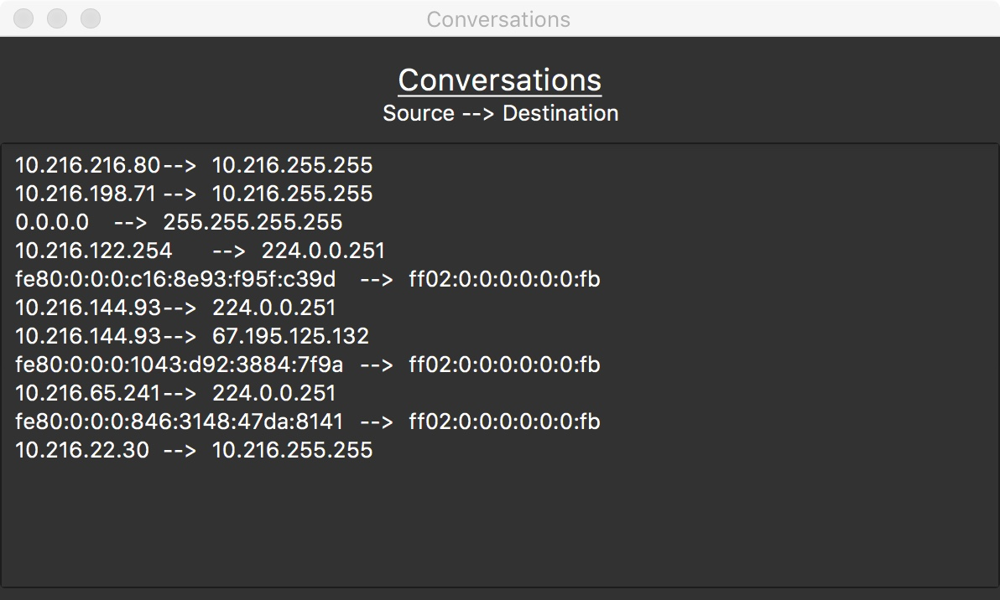 Conversations
Conversations
Source --> Destination
10.216.216.80--> 10.216.255.255
10.216.198.71 --> 10.216.255.255
0.0.0.0 --> 255.255.255.255
10.216.122.254 --> 224.0.0.251
fe80:0:0:0:c16:8e93:f95f:c39d --> ff02:0:0:0:0:0:0:fb
10.216.144.93--> 224.0.0.251
10.216.144.93--> 67.195.125.132
fe80:0:0:0:1043:d92:3884:7f9a --> ff02:0:0:0:0:0:0:fb
10.216.65.241--> 224.0.0.251
fe80:0:0:0:846:3148:47da:8141 --> ff02:0:0:0:0:0:0:fb
10.216.22.30 --> 10.216.255.255